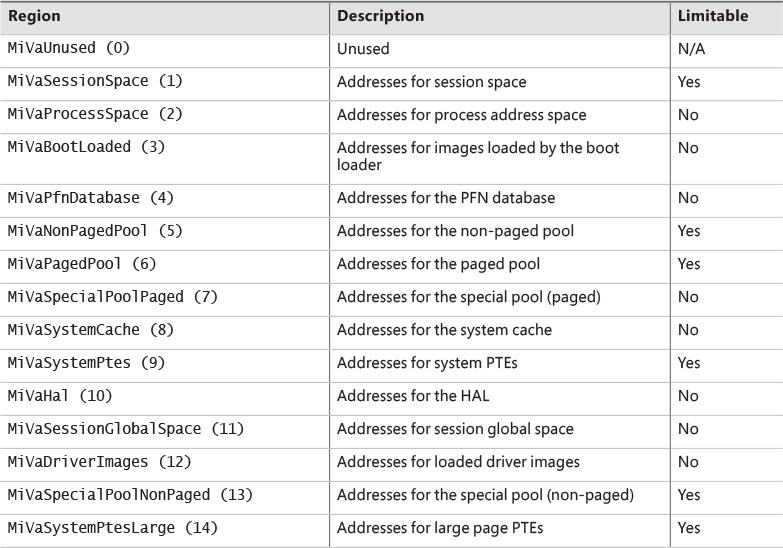 Region Description Limitable
MiVaUnused (0) Unused N/A
MiVaSessionSpace (1) Addresses for session space Yes
MiVaProcessSpace (2) Addresses for process address space No
MiVaBootLoaded (3) Addresses for images loaded by the boot No
loader
MiVaPfnDatabase (4) Addresses for the PFN database No
MiVaNonPagedPool (5) Addresses for the non-paged pool Yes
MiVaPagedPool (6) Addresses for the paged pool Yes
MiVaSpecialPoolPaged (7) Addresses for the special pool (paged) No
MiVaSystemCache (8) Addresses for the system cache No
MiVaSystemPtes (9) Addresses for system PTEs Yes
MiVaHal (10) Addresses for the HAL No
MiVaSessionGlobalSpace (11) Addresses for session global space No
MiVaDriverImages (12) Addresses for loaded driver images No
MiVaSpecialPoolNonPaged (13) Addresses for the special pool (non-paged) Yes
MiVaSystemPtesLarge (14) Addresses for large page PTEs Yes